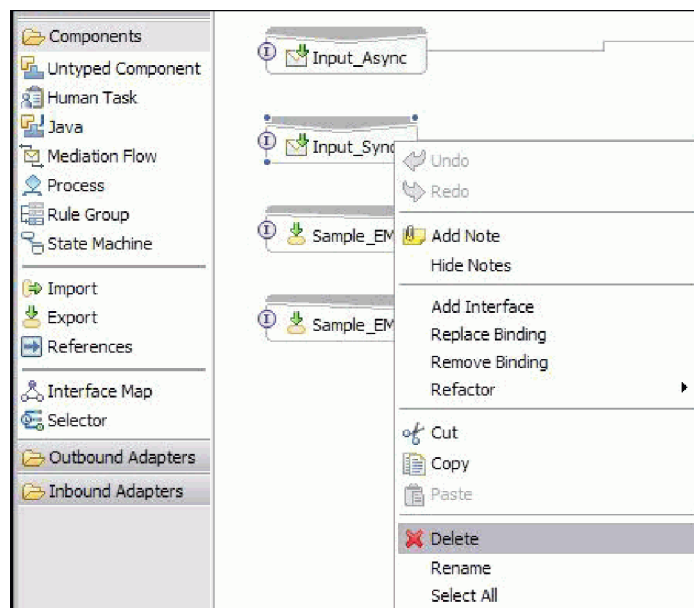 Components
Untyped Component
Human Task
Java
Mediation Flow
Process
Rule Group
State Machine
Import
Export
References
Interface Map
Selector
Outbound Adapters
Inbound Adapters
I Input_Async
I Input_Sync
I Sample_EM
I Sample_EM
Undo
Redo
Add Note
Hide Notes
Add Interface
Replace Binding
Remove Binding
Refactor
Cut
Copy
Paste
Delete
Rename
Select All